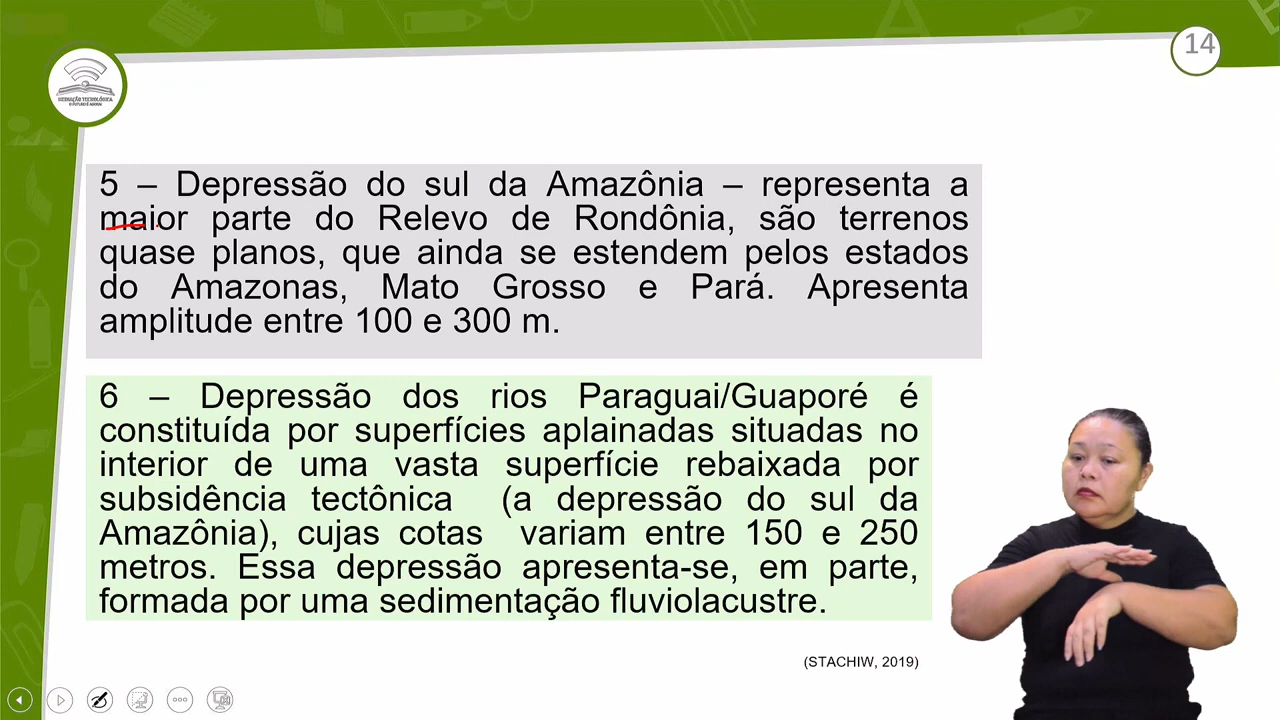 14
MEDIAÇÃO TECNOLÓGICA
O FUTURO É AGORA
5 – Depressão do sul da Amazônia – representa a
maior parte do Relevo de Rondônia, são terrenos
quase planos, que ainda se estendem pelos estados
do Amazonas, Mato Grosso e Pará. Apresenta
amplitude entre 100 e 300 m.
6 – Depressão dos rios Paraguai/Guaporé é
constituída por superfícies aplainadas situadas no
interior de uma vasta superfície rebaixada por
subsidência tectônica (a depressão do sul da
Amazônia), cujas cotas variam entre 150 e 250
metros. Essa depressão apresenta-se, em parte,
formada por uma sedimentação fluviolacustre.
(STACHIW, 2019)